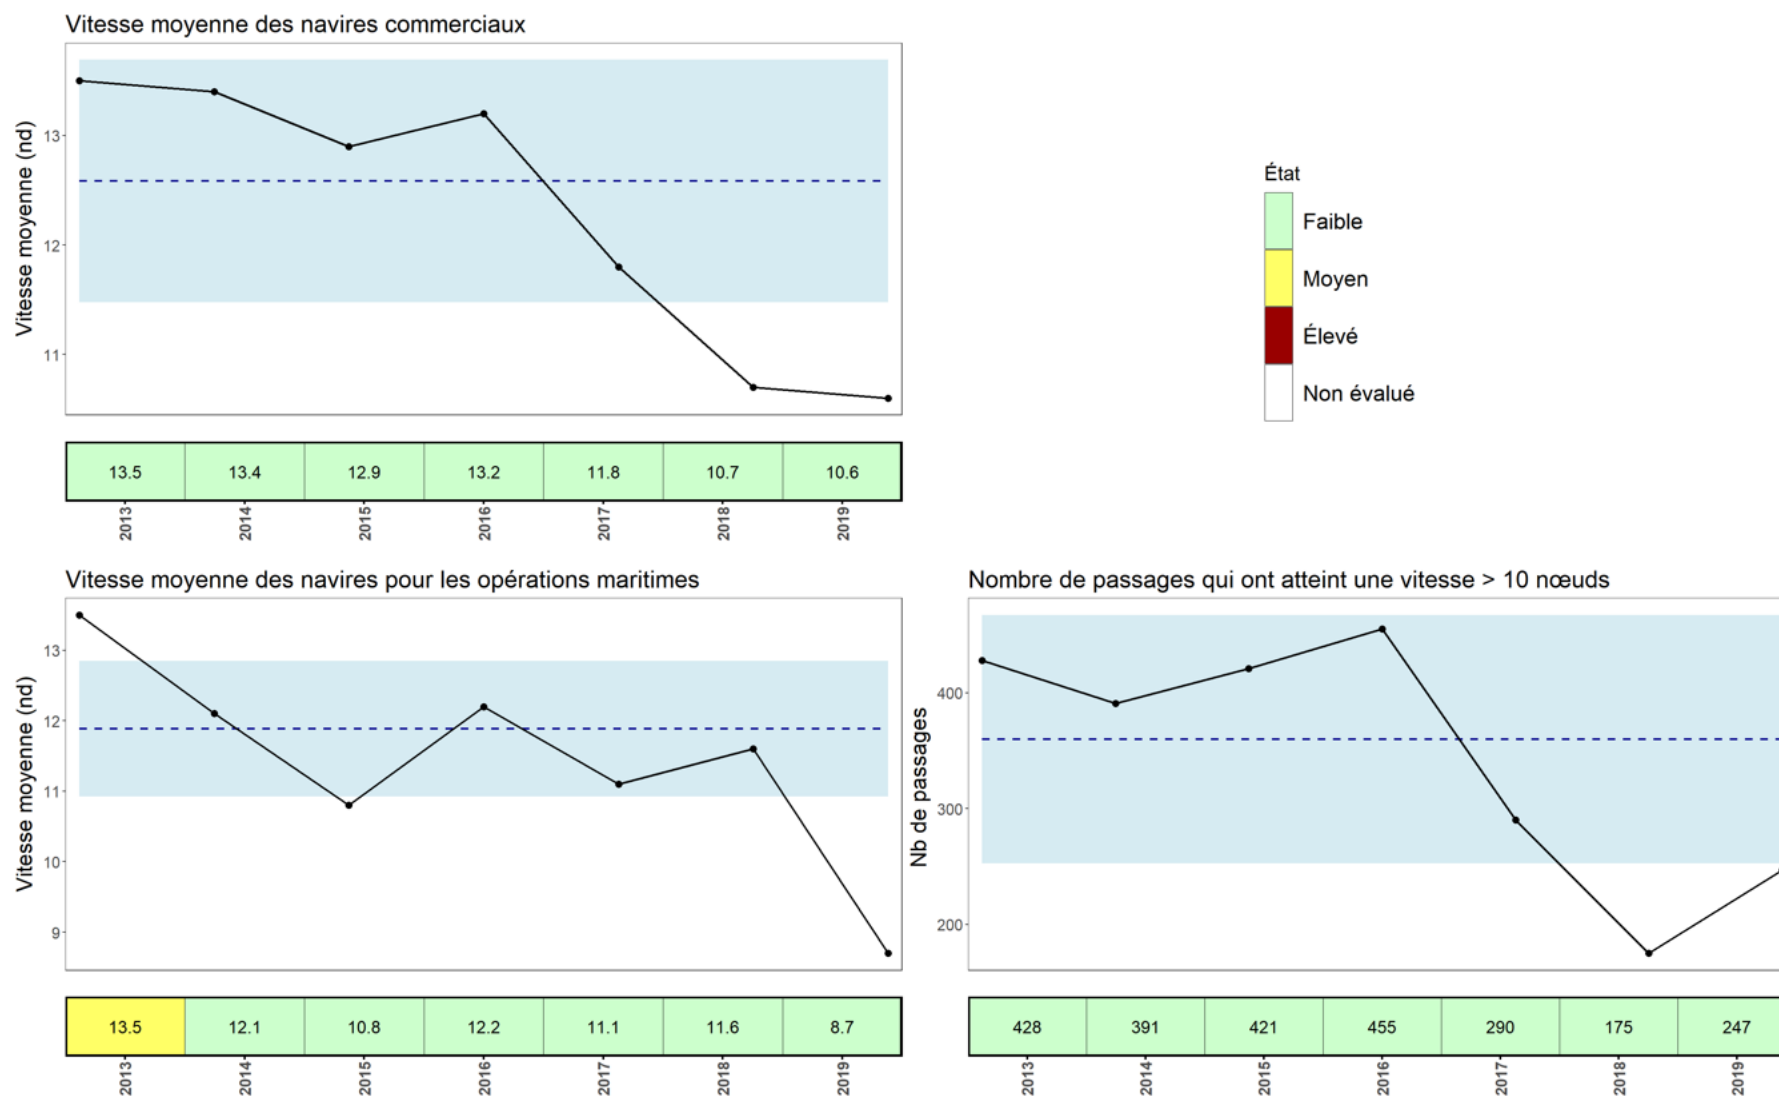 Vitesse moyenne des navires commerciaux
Vitesse moyenne (nd)
13
12
11
13.5 13.4 12.9 13.2 11.8 10.7 10.6
2013 2014 2015 2016 2017 2018 2019
État
Faible
Moyen
Élevé
Non évalué
Vitesse moyenne des navires pour les opérations maritimes
Vitesse moyenne (nd)
13
12
11
10
9
13.5 12.1 10.8 12.2 11.1 11.6 8.7
2013 2014 2015 2016 2017 2018 2019
Nombre de passages qui ont atteint une vitesse > 10 nœuds
Nb de passages
400
300
200
428 391 421 455 290 175 247
2013 2014 2015 2016 2017 2018 2019